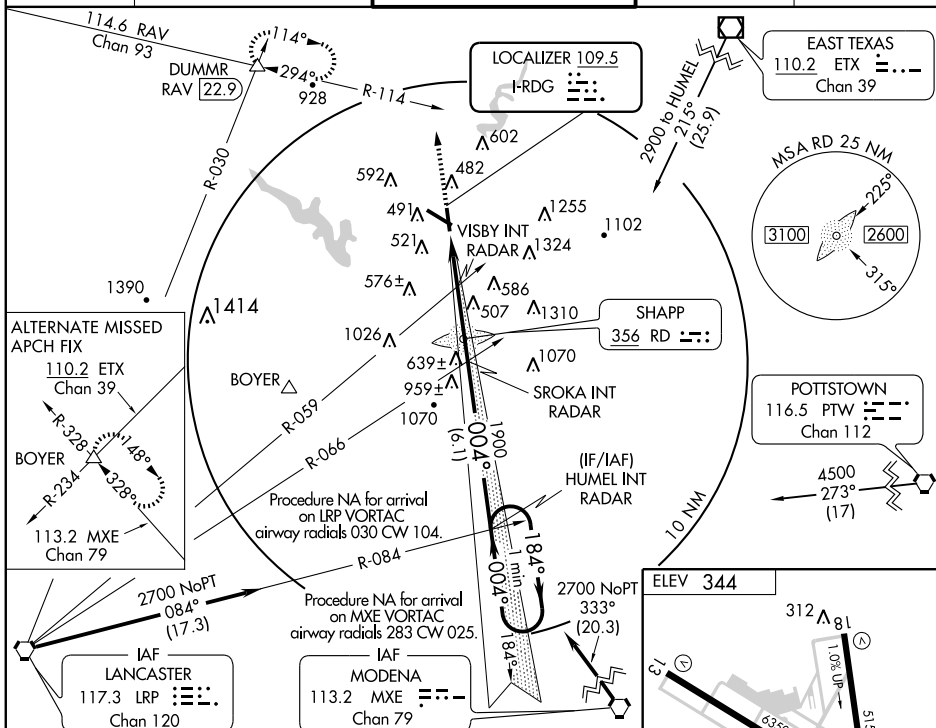 114.6 RAV
Chan 93
DUMMR
RAV 22.9
114°
294°
928
R-114
R-030
LOCALIZER 109.5
I-RDG
2900 to HUMEL
215°
(25.9)
EAST TEXAS
110.2 ETX
Chan 39
MSA RD 25 NM
225°
3100
2600
315°
602
592
482
491
1255
1102
521
VISBY INT
RADAR
1324
576±
586
507
1310
1390
1414
1026
SHAPP
356 RD
639±
1070
959±
1070
SROKA INT
RADAR
BOYER
R-059
R-066
ALTERNATE MISSED
APCH FIX
110.2 ETX
Chan 39
R-328
148°
BOYER
328°
R-234
113.2 MXE
Chan 79
004°
(6.1)
1900
(IF/IAF)
HUMEL INT
RADAR
POTTSTOWN
116.5 PTW
Chan 112
4500
273°
(17)
10 NM
Procedure NA for arrival
on LRP VORTAC
airway radials 030 CW 104.
R-084
184°
1 min
004°
184°
2700 NoPT
084°
(17.3)
Procedure NA for arrival
on MXE VORTAC
airway radials 283 CW 025.
2700 NoPT
333°
(20.3)
IAF
LANCASTER
117.3 LRP
Chan 120
IAF
MODENA
113.2 MXE
Chan 79
ELEV 344
312
18
V
13
V
1.0% UP